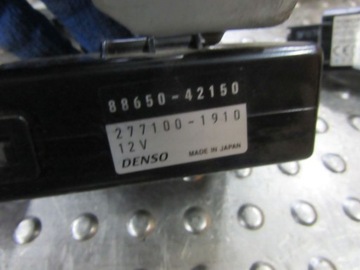 88650-42150
277100-1910
12V
DENSO MADE IN JAPAN